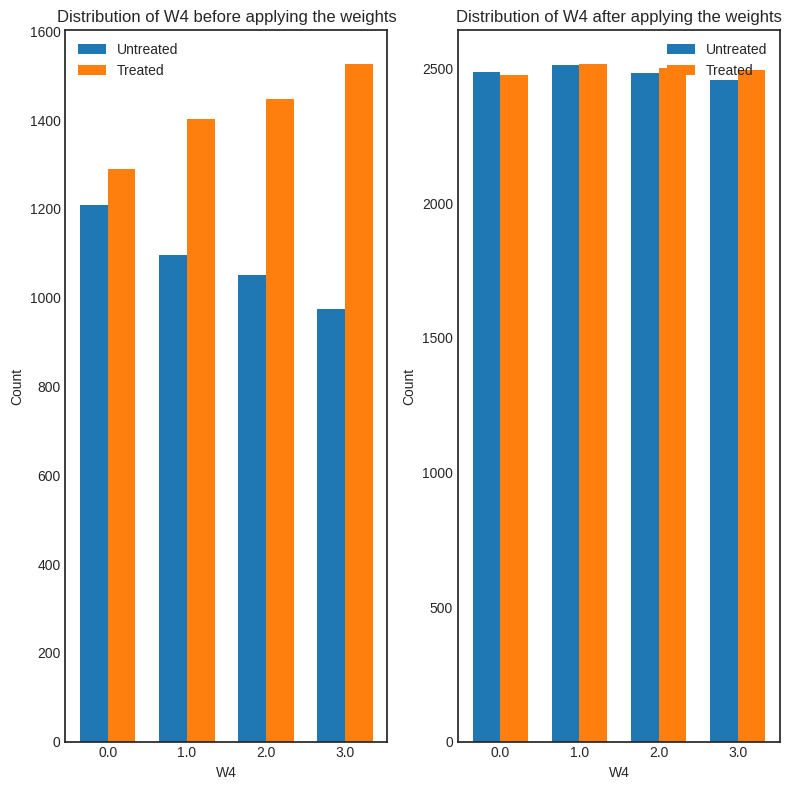 Distribution of W4 before applying the weights
Untreated
Treated
1600
1400
1200
1000
800
600
400
200
0
Count
0.0 1.0 2.0 3.0
W4
Distribution of W4 after applying the weights
Untreated
Treated
2500
2000
1500
1000
500
0
Count
0.0 1.0 2.0 3.0
W4